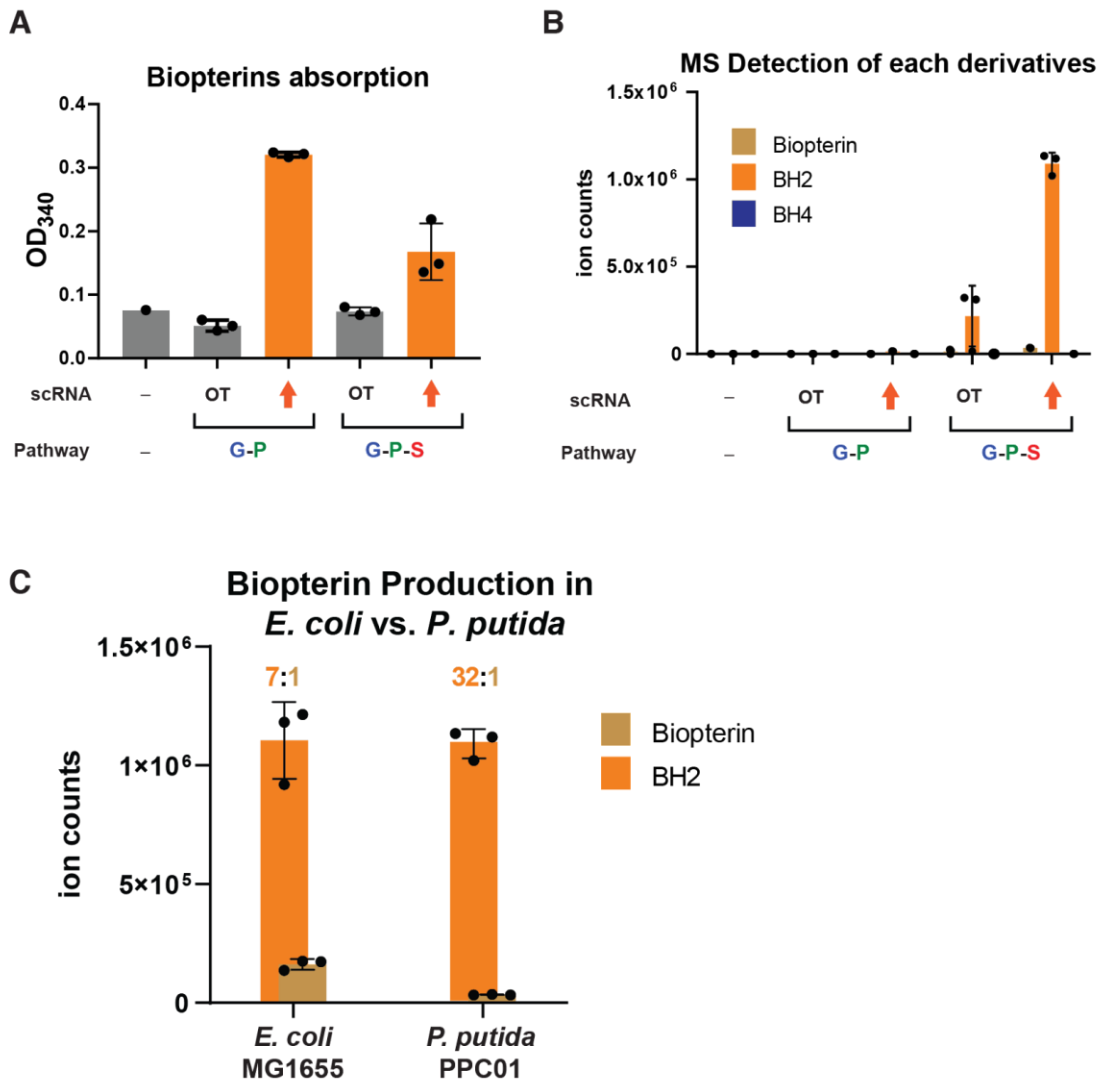 A
Biopterins absorption
0.4
0.3
0.2
0.1
0.0
OD340
scRNA
–
OT
OT
Pathway
–
G-P
G-P-S
B
MS Detection of each derivatives
1.5x10^6
1.0x10^6
5.0x10^5
0
ion counts
Biopterin
BH2
BH4
scRNA
–
OT
OT
Pathway
–
G-P
G-P-S
C
Biopterin Production in
E. coli vs. P. putida
1.5×10^6
1×10^6
5×10^5
0
ion counts
7:1
32:1
Biopterin
BH2
E. coli
MG1655
P. putida
PPC01